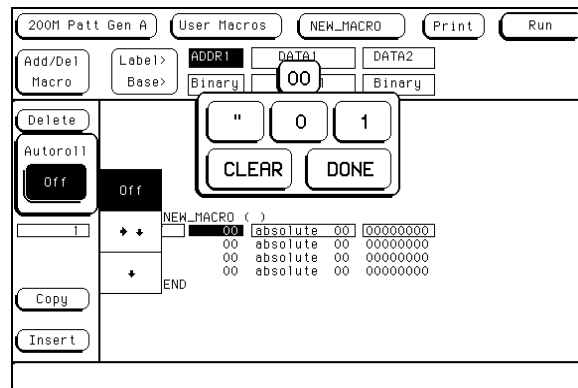 200M Patt Gen A User Macros NEW_MACRO Print Run
Add/Del Macro
Label> ADDR1 DATA1 DATA2
Base> Binary 00 1 Binary
Delete
" 0 1
CLEAR DONE
Autoroll
Off
Off
NEW_MACRO ( )
1 00 absolute 00 00000000
00 absolute 00 00000000
00 absolute 00 00000000
00 absolute 00 00000000
END
Copy
Insert